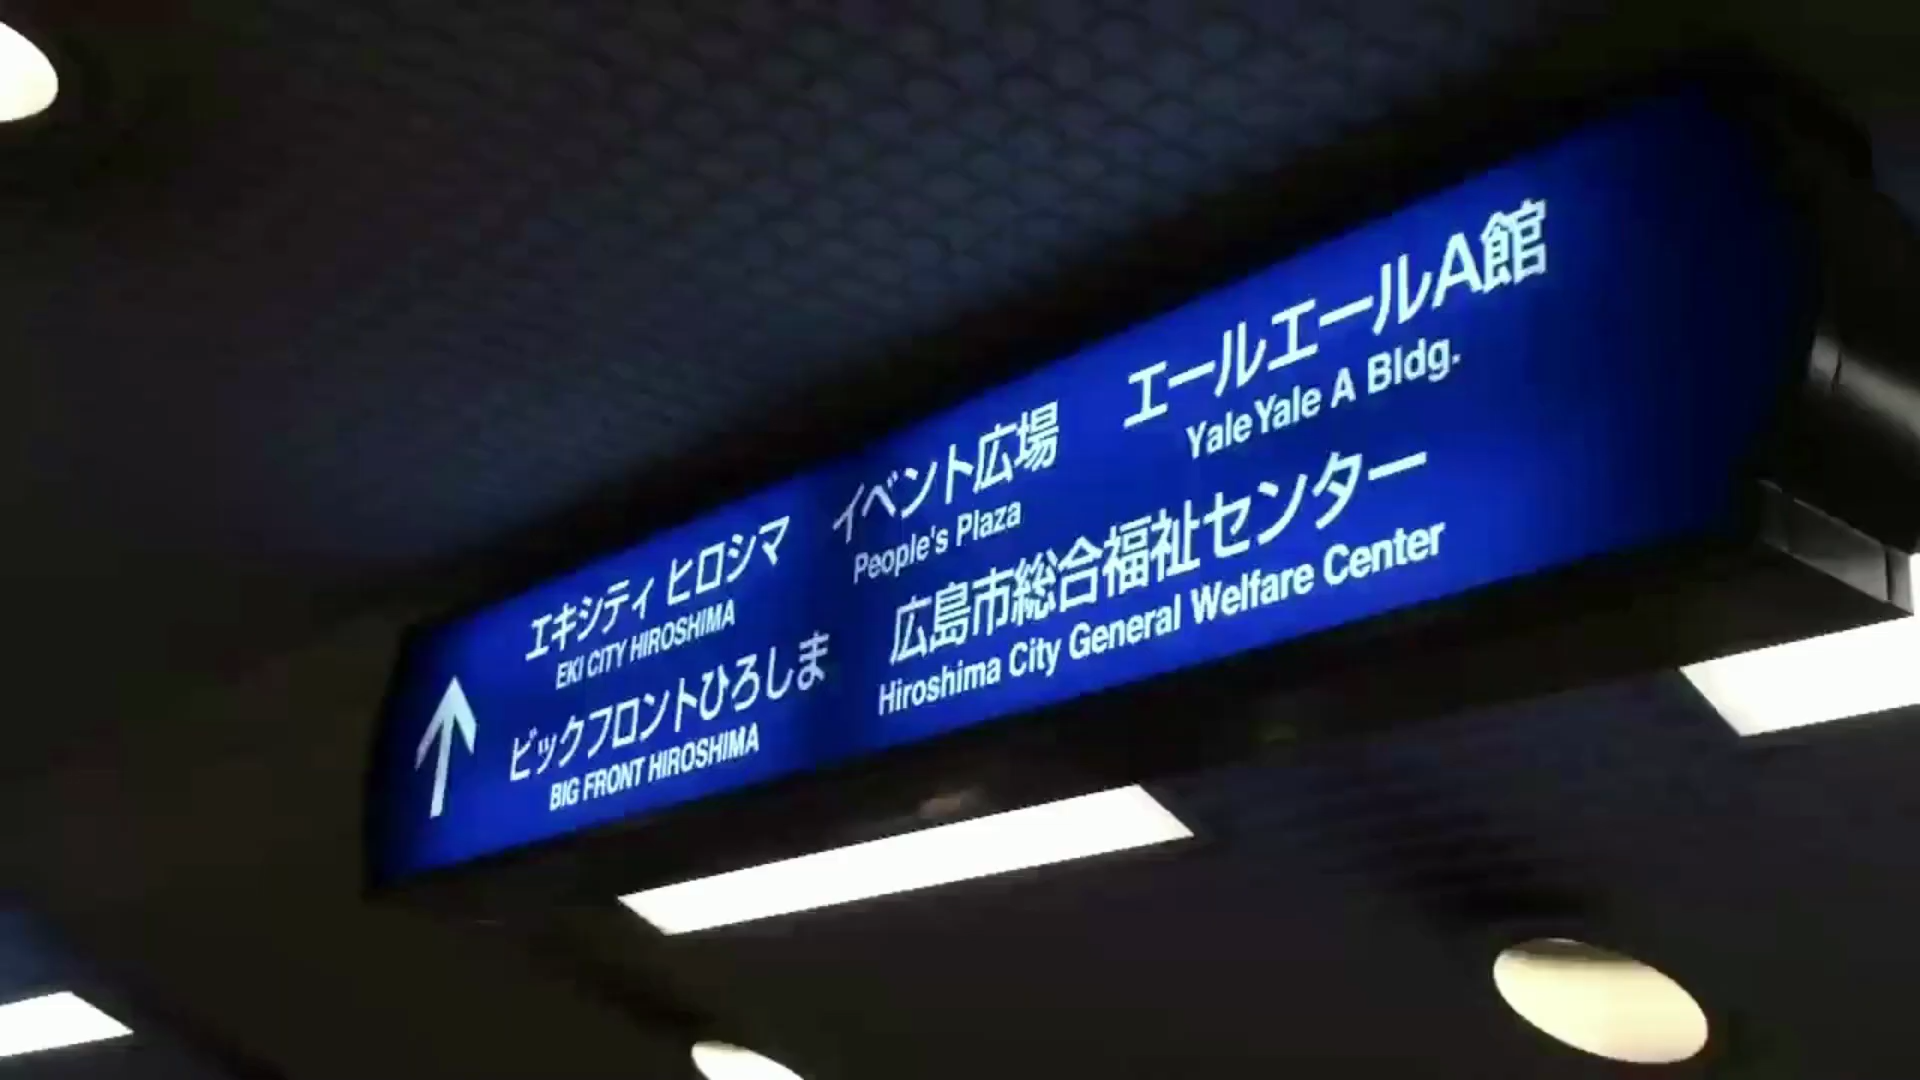 エキシティ ヒロシマ
EKI CITY HIROSHIMA
ビックフロントひろしま
BIG FRONT HIROSHIMA
イベント広場
People's Plaza
エールエールA館
YaleYale A Bldg.
広島市総合福祉センター
Hiroshima City General Welfare Center